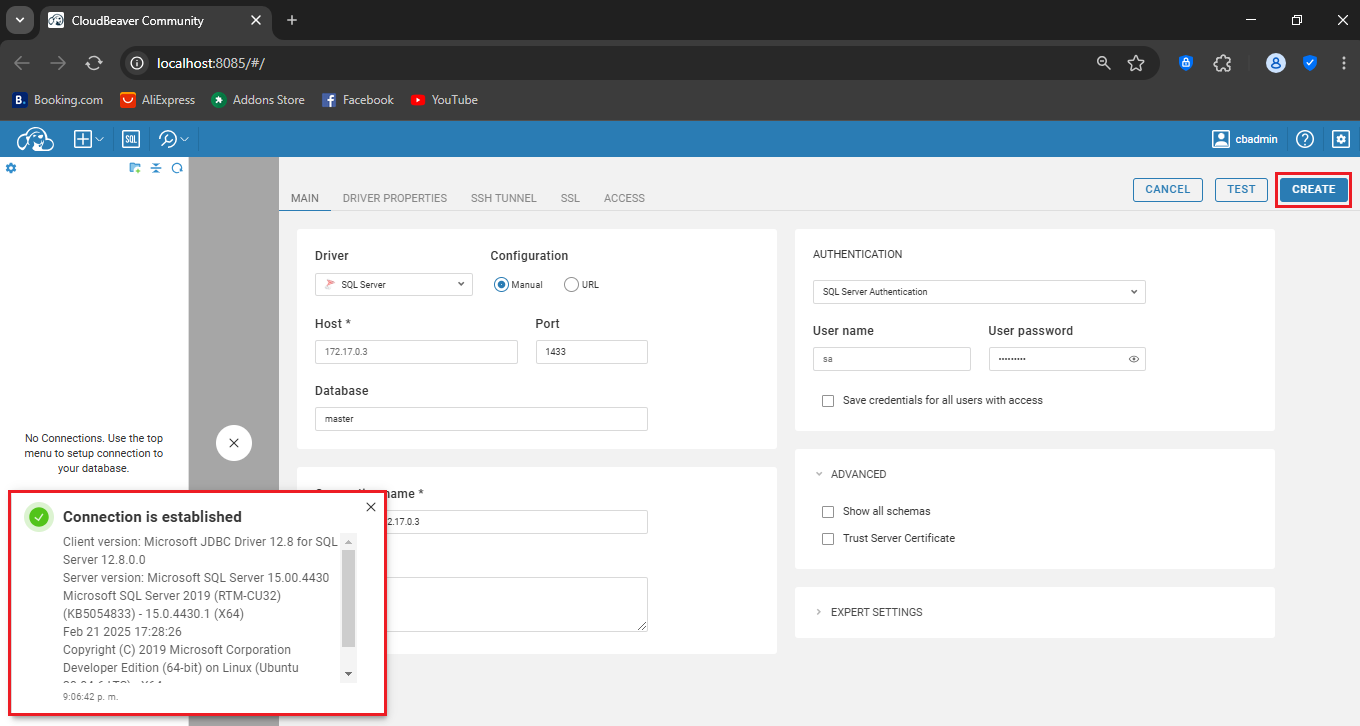 CloudBeaver Community
localhost:8085/#/
Booking.com
AliExpress
Addons Store
Facebook
YouTube
SQL
cbadmin
MAIN
DRIVER PROPERTIES
SSH TUNNEL
SSL
ACCESS
CANCEL
TEST
CREATE
Driver
Configuration
SQL Server
Manual
URL
Host *
Port
172.17.0.3
1433
Database
master
AUTHENTICATION
SQL Server Authentication
User name
User password
sa
•••••••••
Save credentials for all users with access
ADVANCED
Show all schemas
Trust Server Certificate
EXPERT SETTINGS
No Connections. Use the top
menu to setup connection to
your database.
name *
2.17.0.3
Connection is established
Client version: Microsoft JDBC Driver 12.8 for SQL
Server 12.8.0.0
Server version: Microsoft SQL Server 15.00.4430
Microsoft SQL Server 2019 (RTM-CU32)
(KB5054833) - 15.0.4430.1 (X64)
Feb 21 2025 17:28:26
Copyright (C) 2019 Microsoft Corporation
Developer Edition (64-bit) on Linux (Ubuntu
9:06:42 p. m.